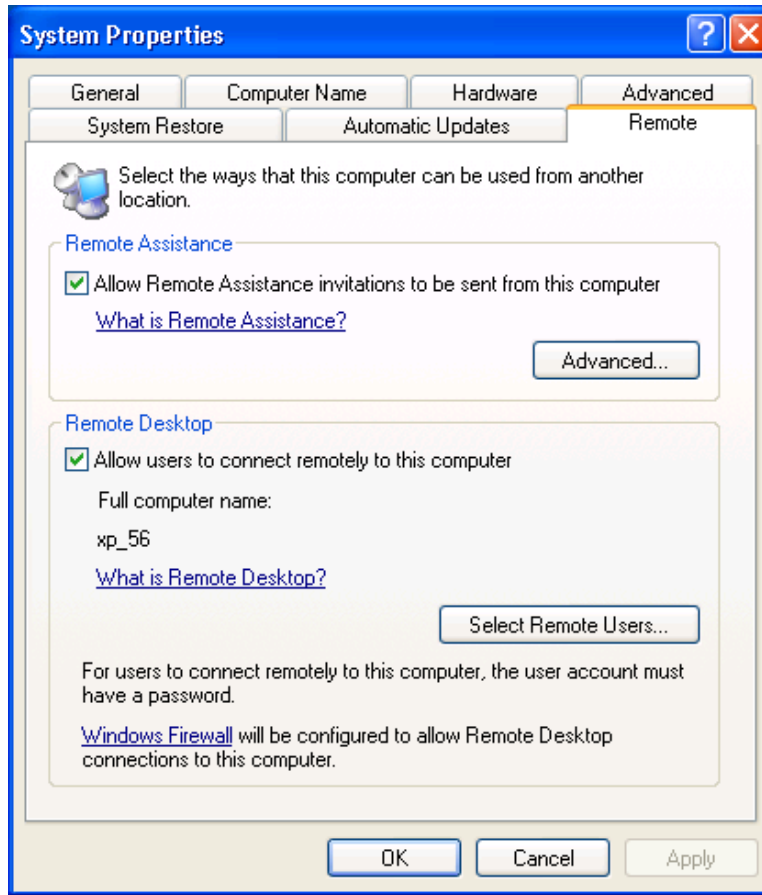 System Properties
General
Computer Name
Hardware
Advanced
System Restore
Automatic Updates
Remote
Select the ways that this computer can be used from another
location.
Remote Assistance
Allow Remote Assistance invitations to be sent from this computer
What is Remote Assistance?
Advanced...
Remote Desktop
Allow users to connect remotely to this computer
Full computer name:
xp_56
What is Remote Desktop?
Select Remote Users...
For users to connect remotely to this computer, the user account must
have a password.
Windows Firewall will be configured to allow Remote Desktop
connections to this computer.
OK
Cancel
Apply